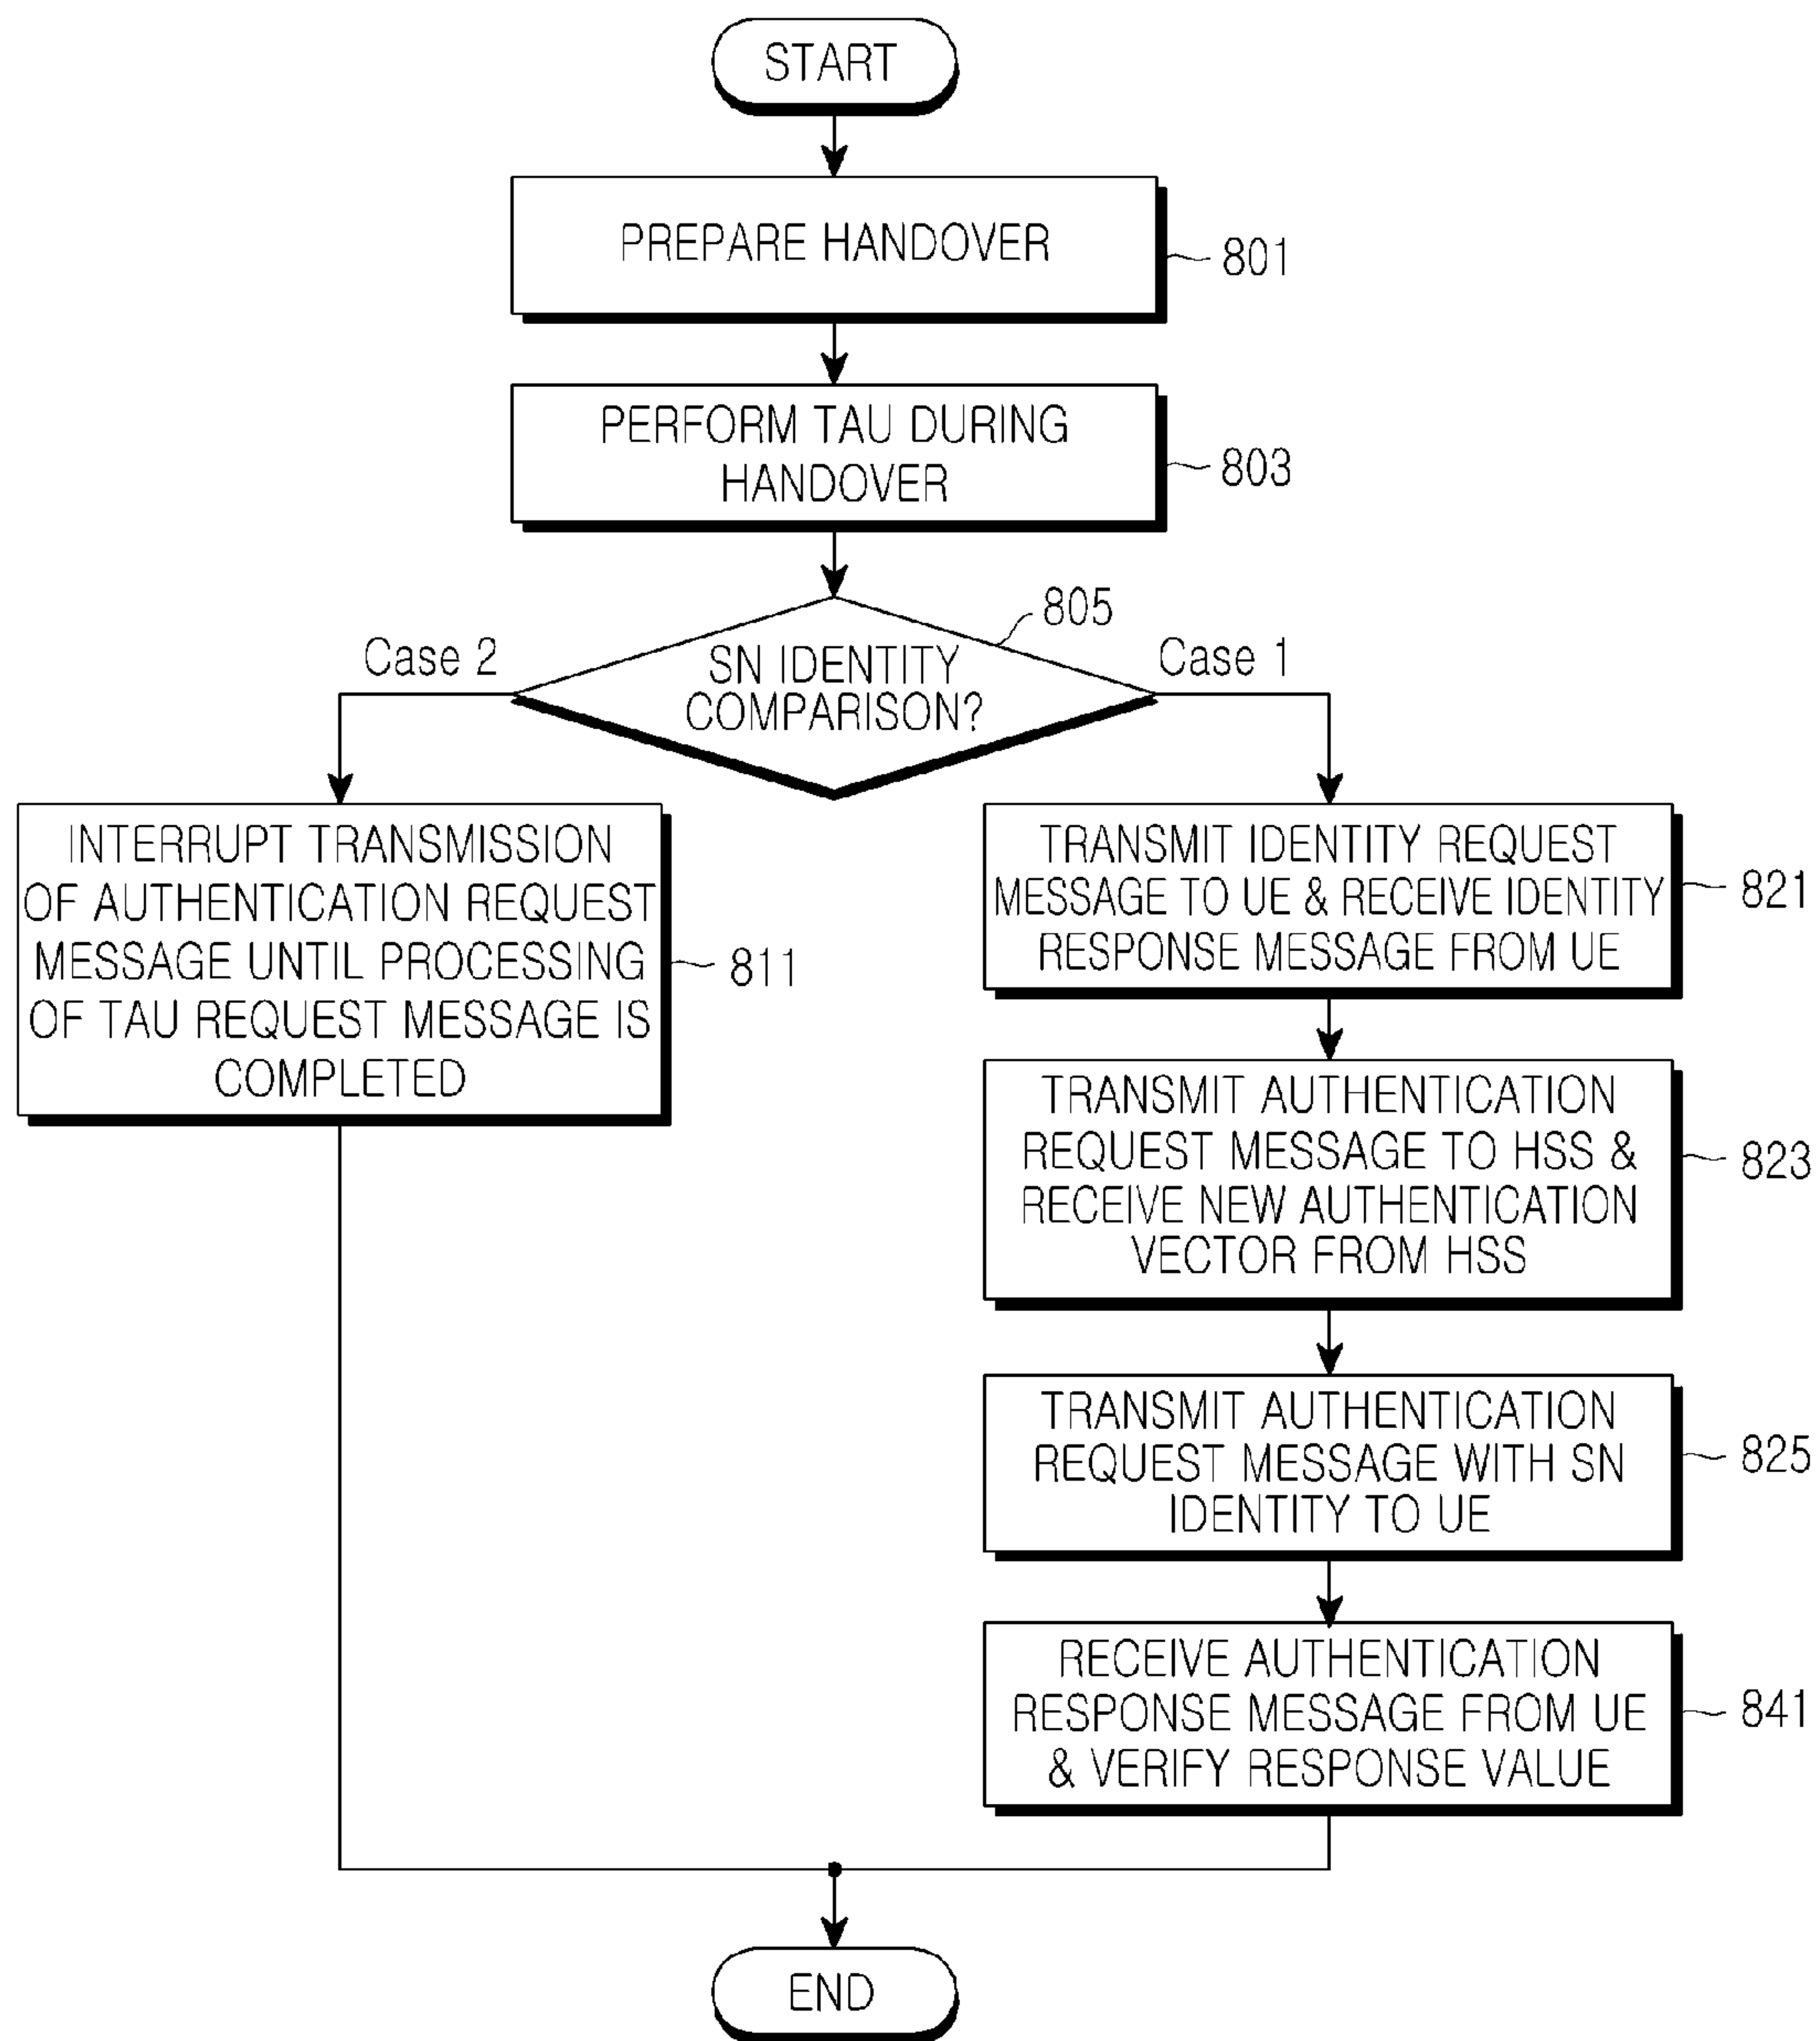 START
PREPARE HANDOVER
801
PERFORM TAU DURING
HANDOVER
803
805
SN IDENTITY
COMPARISON?
Case 2
Case 1
INTERRUPT TRANSMISSION
OF AUTHENTICATION REQUEST
MESSAGE UNTIL PROCESSING
OF TAU REQUEST MESSAGE IS
COMPLETED
811
TRANSMIT IDENTITY REQUEST
MESSAGE TO UE & RECEIVE IDENTITY
RESPONSE MESSAGE FROM UE
821
TRANSMIT AUTHENTICATION
REQUEST MESSAGE TO HSS &
RECEIVE NEW AUTHENTICATION
VECTOR FROM HSS
823
TRANSMIT AUTHENTICATION
REQUEST MESSAGE WITH SN
IDENTITY TO UE
825
RECEIVE AUTHENTICATION
RESPONSE MESSAGE FROM UE
& VERIFY RESPONSE VALUE
841
END